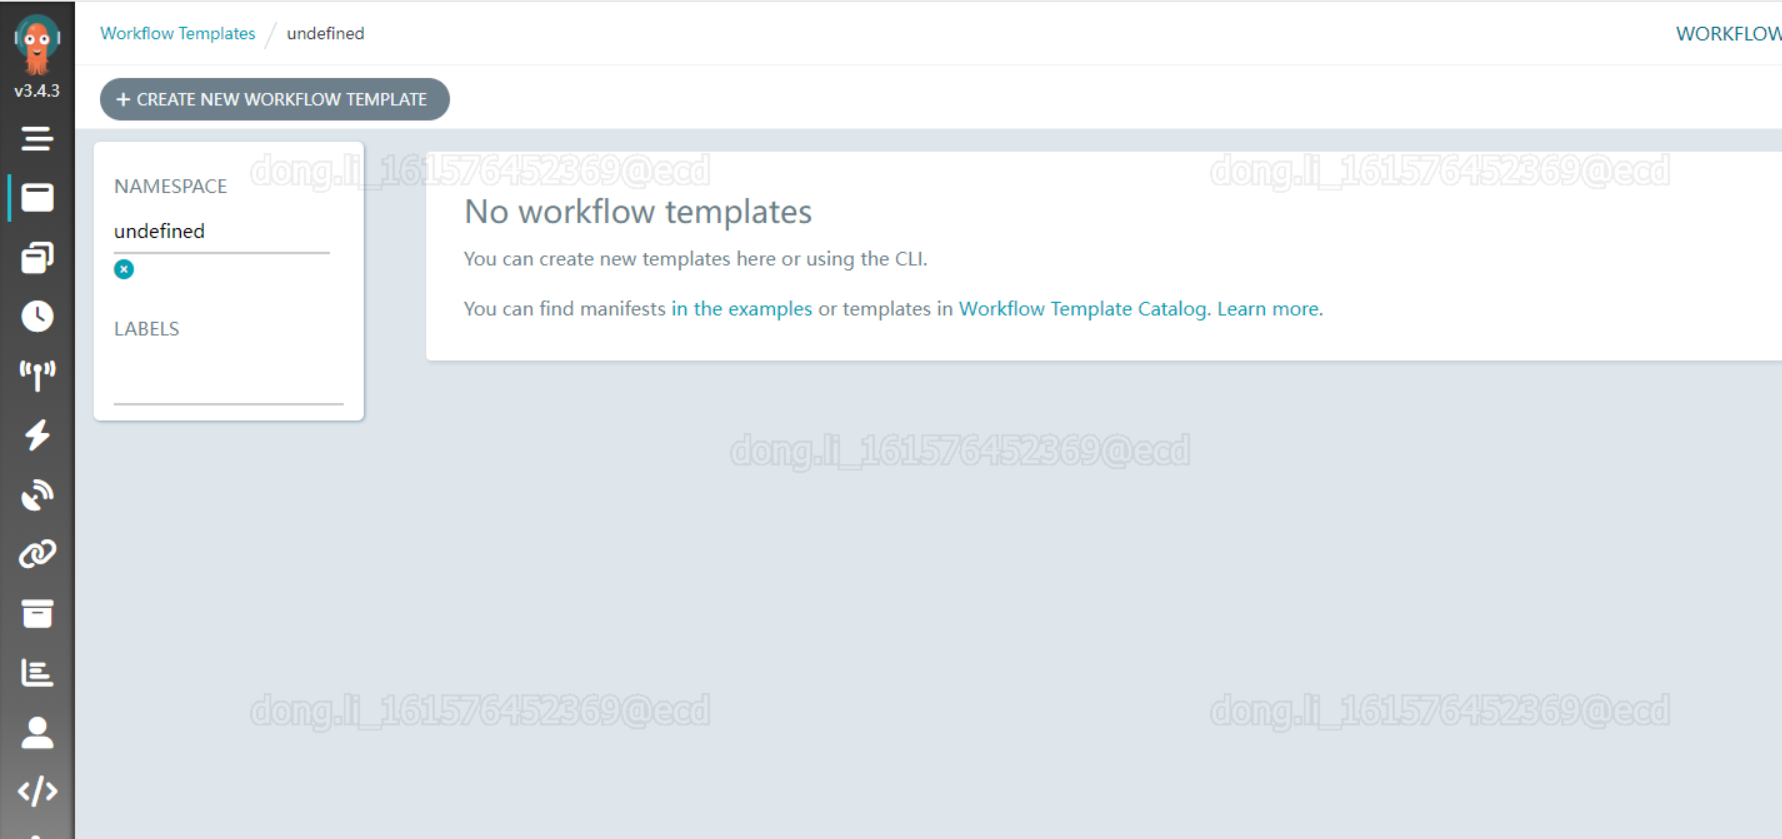 Workflow Templates / undefined
WORKFLOW
v3.4.3
+ CREATE NEW WORKFLOW TEMPLATE
NAMESPACE
undefined
LABELS
No workflow templates
You can create new templates here or using the CLI.
You can find manifests in the examples or templates in Workflow Template Catalog. Learn more.
dong.li_161576452369@ecd
dong.li_161576452369@ecd
dong.li_161576452369@ecd
dong.li_161576452369@ecd
dong.li_161576452369@ecd